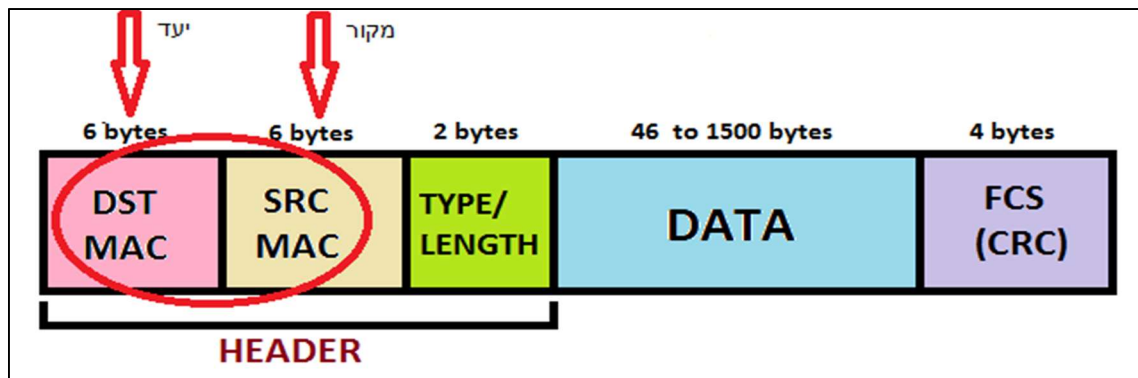 יעד
מקור
6 bytes
6 bytes
2 bytes
46 to 1500 bytes
4 bytes
DST
MAC
SRC
MAC
TYPE/
LENGTH
DATA
FCS
(CRC)
HEADER